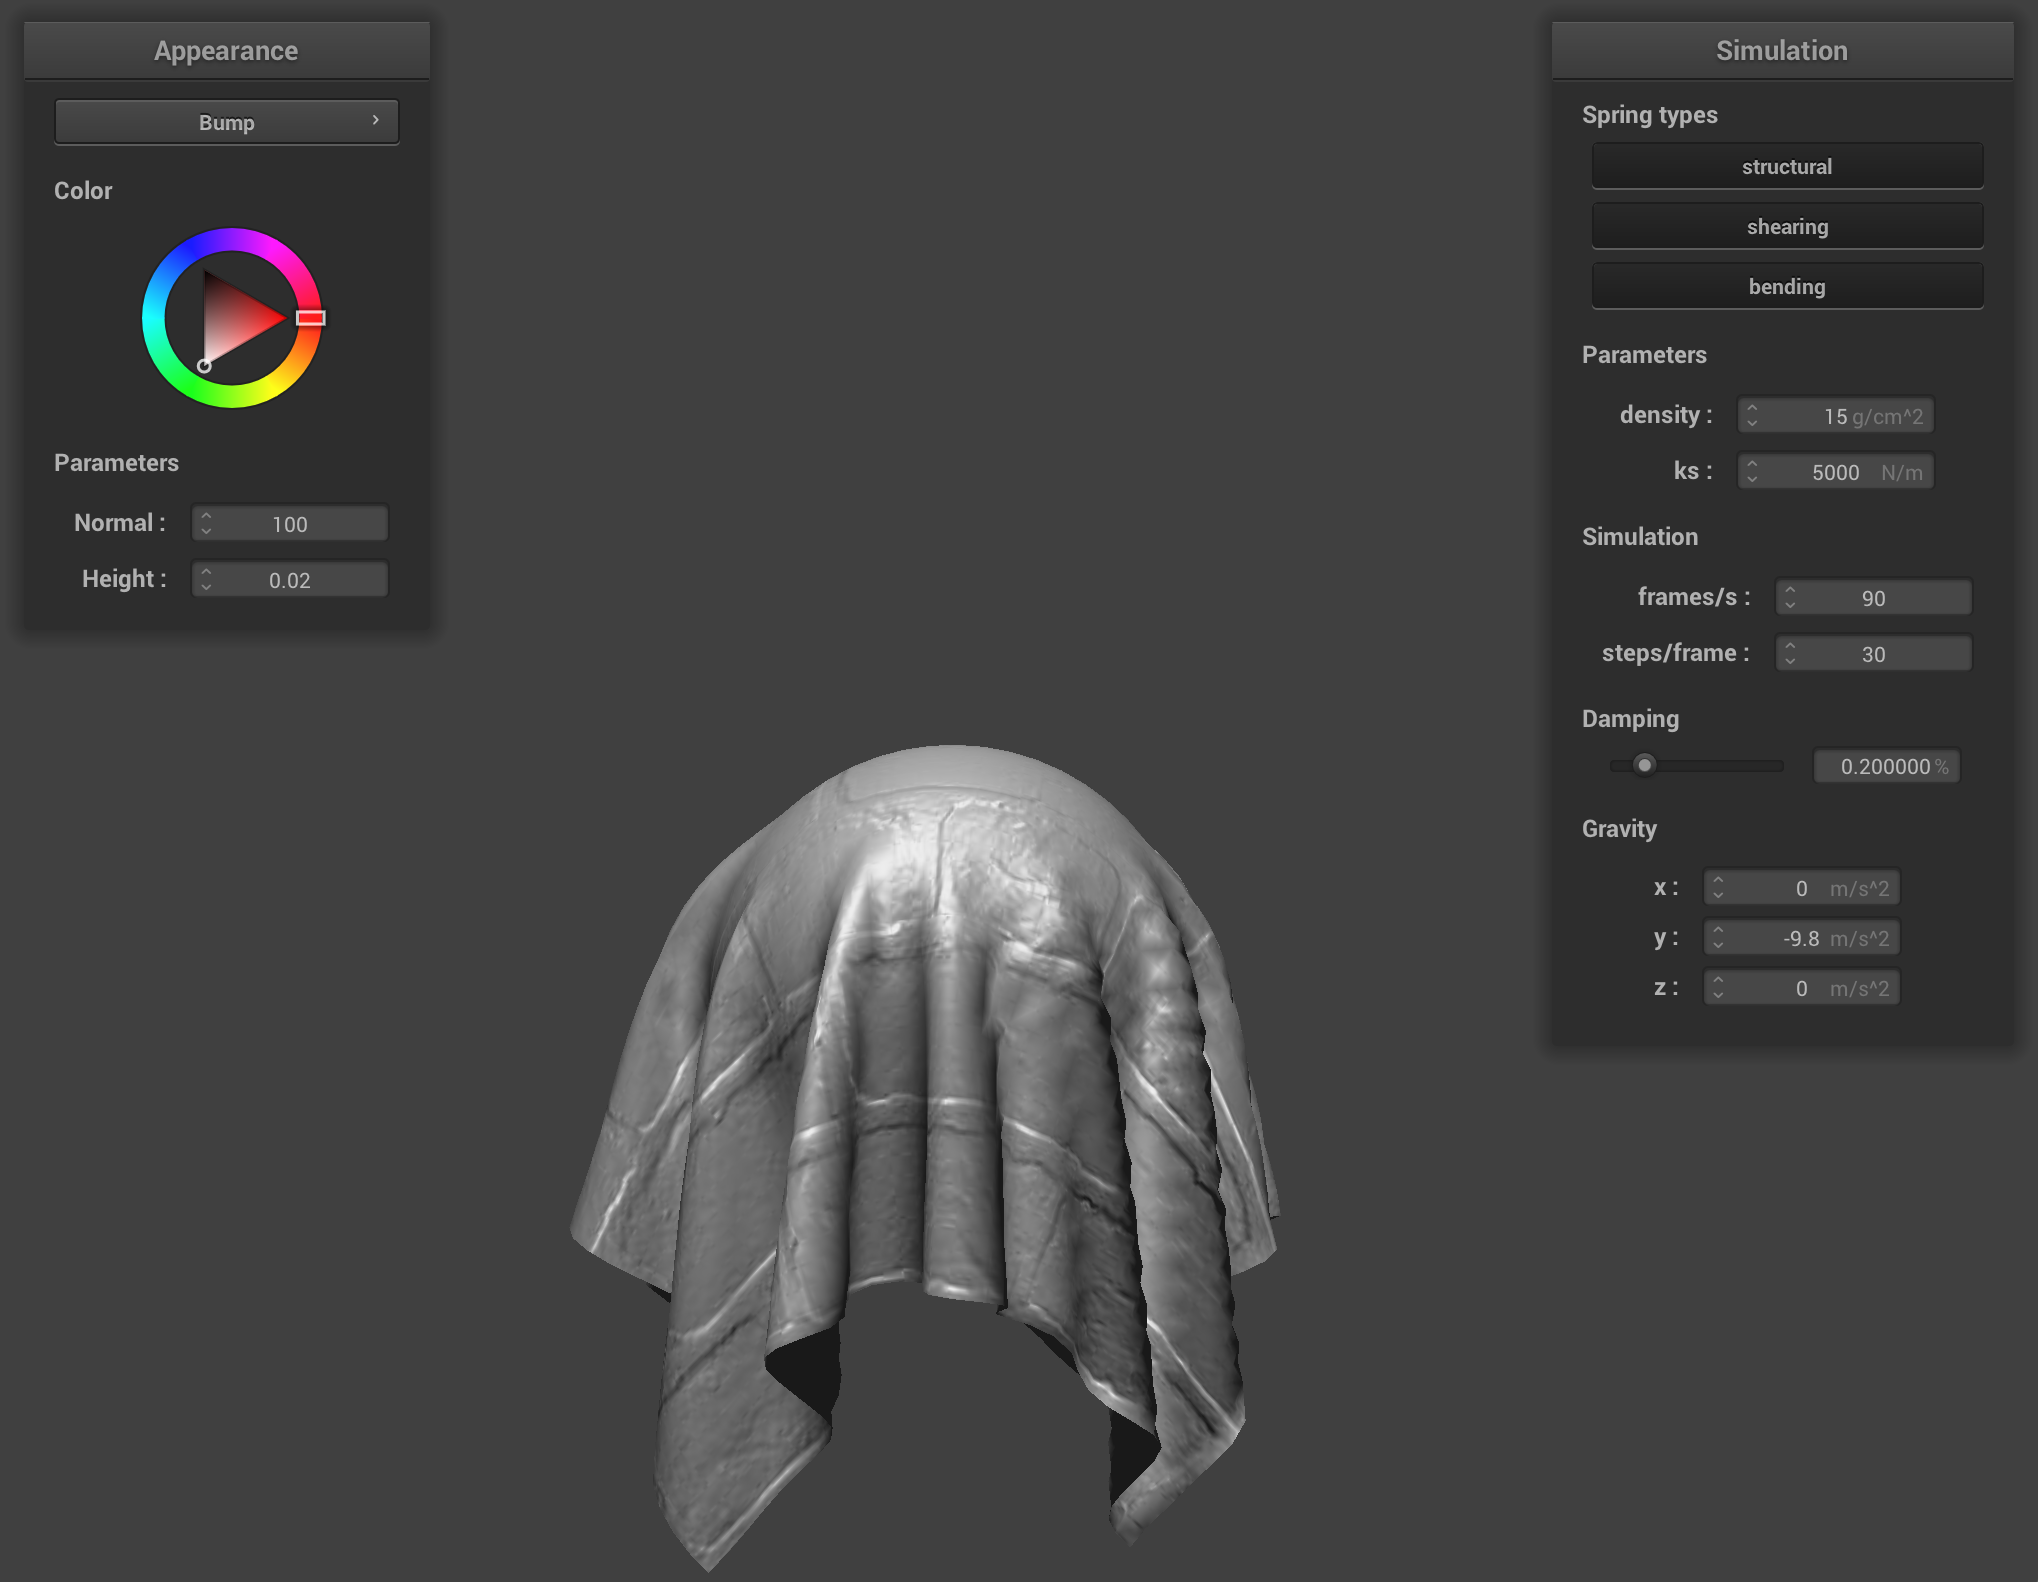 Appearance
Bump
Color
Parameters
Normal : 100
Height : 0.02
Simulation
Spring types
structural
shearing
bending
Parameters
density : 15 g/cm^2
ks : 5000 N/m
Simulation
frames/s : 90
steps/frame : 30
Damping
0.200000 %
Gravity
x : 0 m/s^2
y : -9.8 m/s^2
z : 0 m/s^2